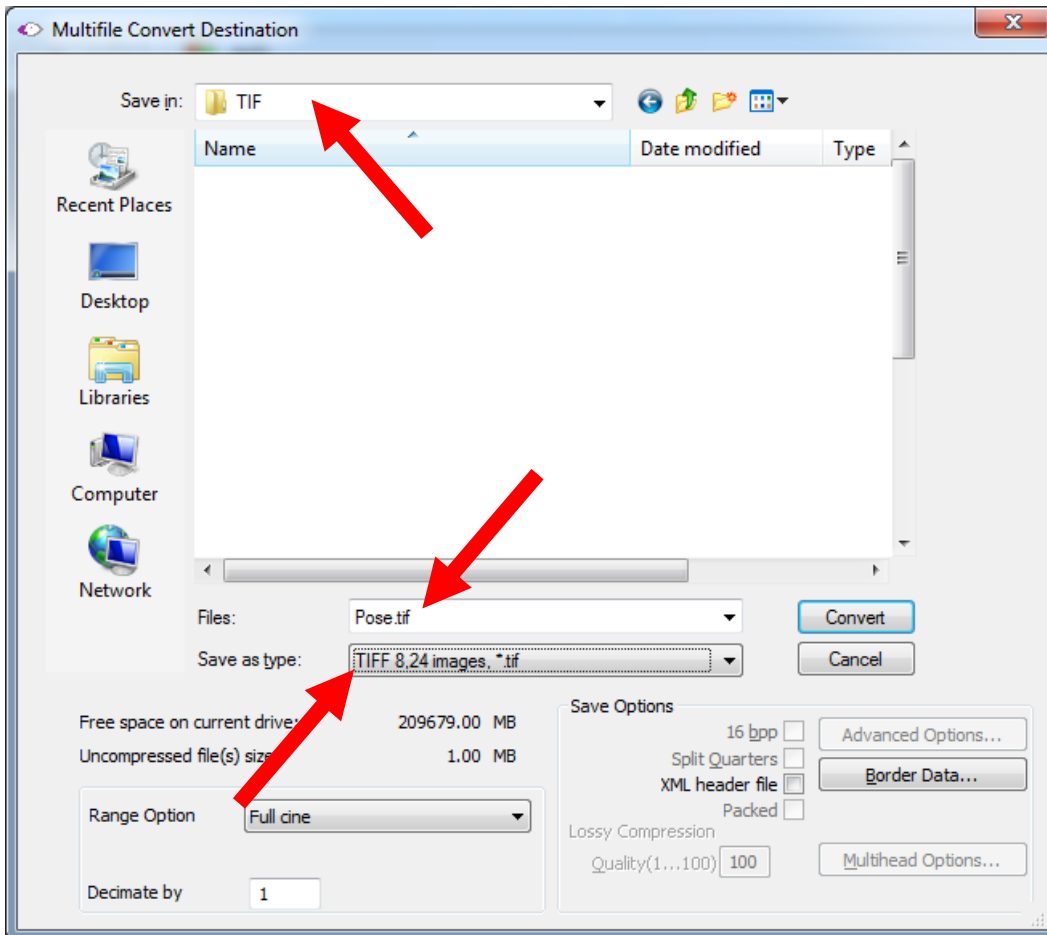 Multifile Convert Destination
Save in: TIF
Name Date modified Type
Recent Places
Desktop
Libraries
Computer
Network
Files: Pose.tif Convert
Save as type: TIFF 8,24 images, *.tif Cancel
Free space on current drive: 209679.00 MB
Uncompressed file(s) size 1.00 MB
Range Option Full cine
Decimate by 1
Save Options
16 bpp Advanced Options...
Split Quarters
XML header file Border Data...
Packed
Lossy Compression
Quality(1...100) 100 Multihead Options...